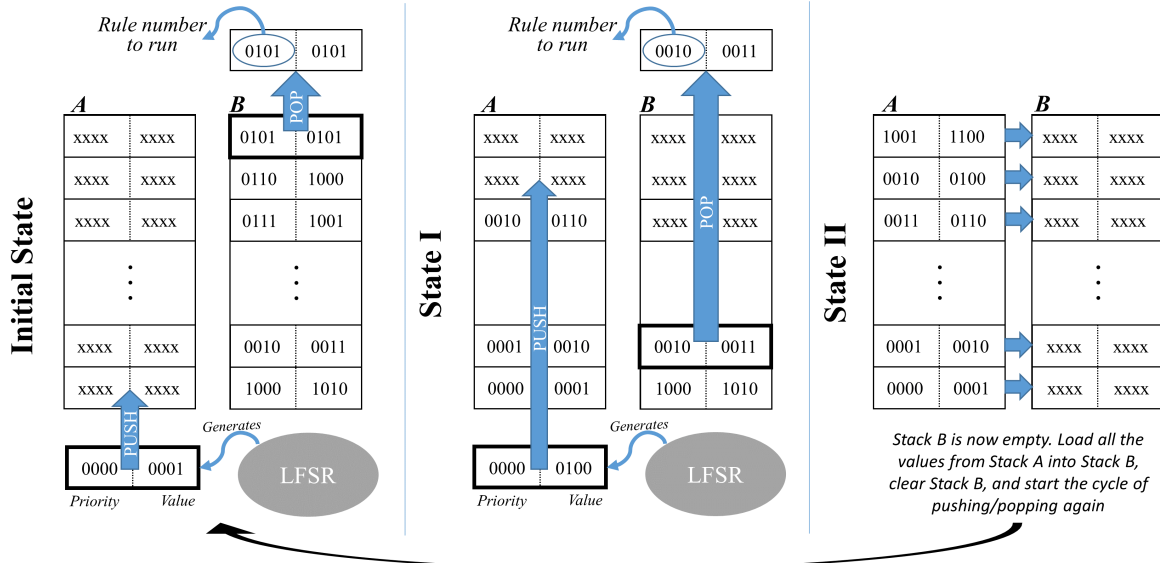 Initial State
Rule number
to run
0101 0101
A B
xxxx xxxx 0101 0101
xxxx xxxx 0110 1000
xxxx xxxx 0111 1001
POP
xxxx xxxx 0010 0011
xxxx xxxx 1000 1010
PUSH
Generates
0000 0001
LFSR
Priority Value
State I
Rule number
to run
0010 0011
A B
xxxx xxxx xxxx xxxx
xxxx xxxx xxxx xxxx
0010 0110 xxxx xxxx
POP
PUSH
0001 0010 0010 0011
0000 0001 1000 1010
Generates
0000 0100
LFSR
Priority Value
State II
A B
1001 1100 xxxx xxxx
0010 0100 xxxx xxxx
0011 0110 xxxx xxxx
0001 0010 xxxx xxxx
0000 0001 xxxx xxxx
Stack B is now empty. Load all the
values from Stack A into Stack B,
clear Stack B, and start the cycle of
pushing/popping again